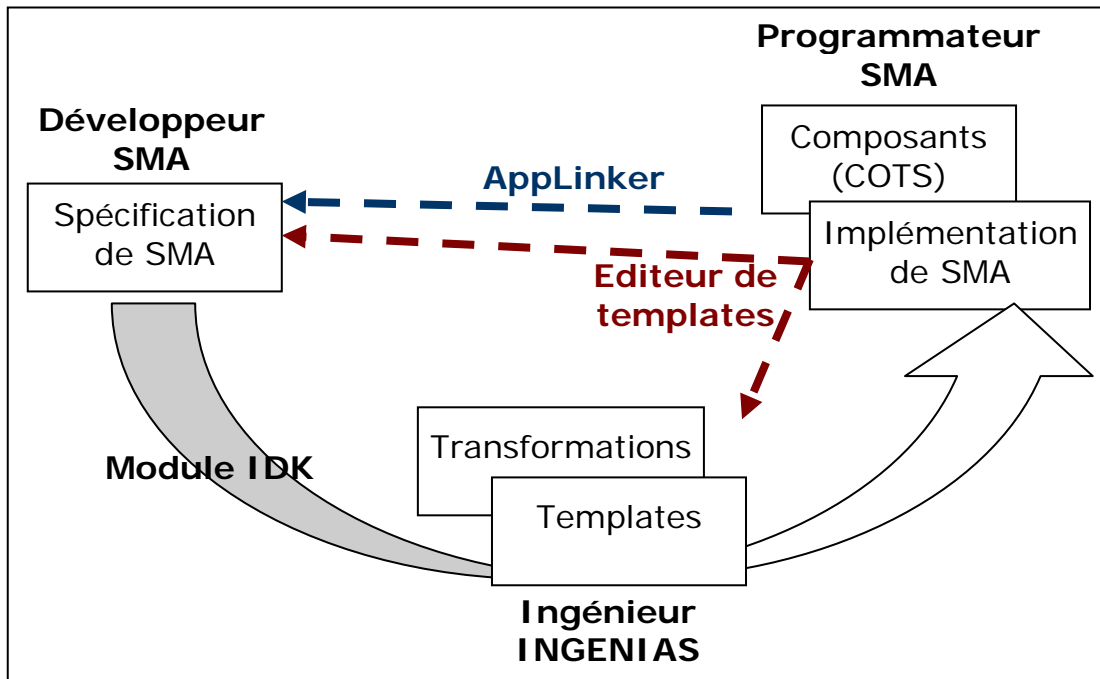 Programmateur
SMA
Développeur
SMA
Composants
(COTS)
AppLinker
Spécification
de SMA
Implémentation
de SMA
Editeur de
templates
Transformations
Module IDK
Templates
Ingénieur
INGENIAS